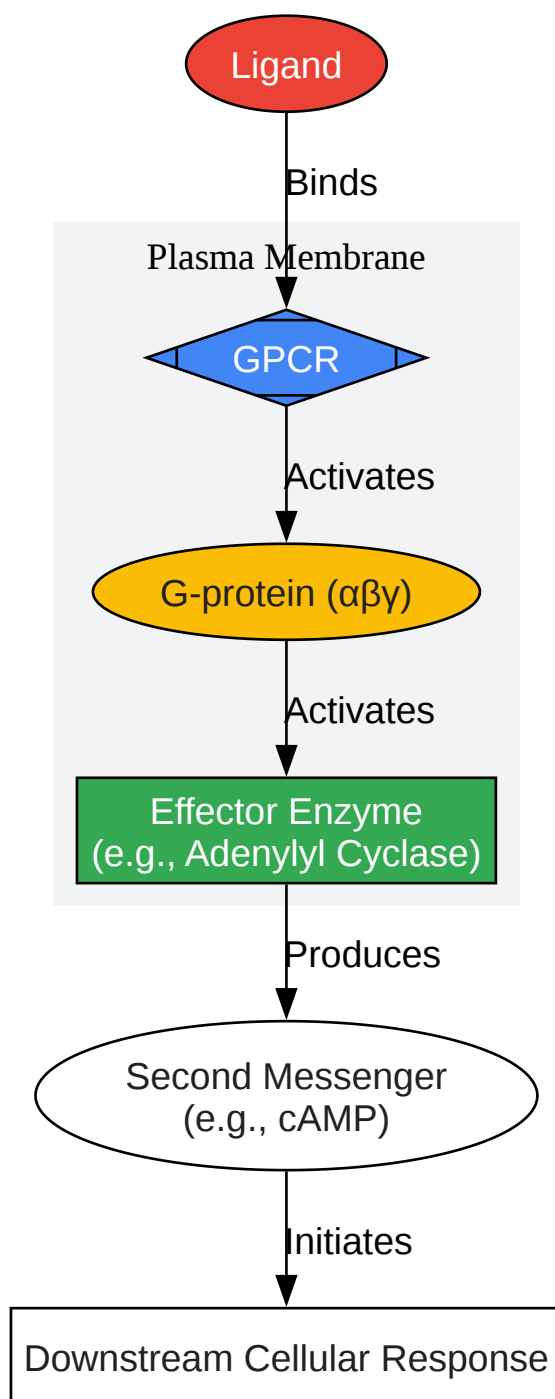 Ligand
Binds
Plasma Membrane
GPCR
Activates
G-protein (αβγ)
Activates
Effector Enzyme
(e.g., Adenylyl Cyclase)
Produces
Second Messenger
(e.g., cAMP)
Initiates
Downstream Cellular Response